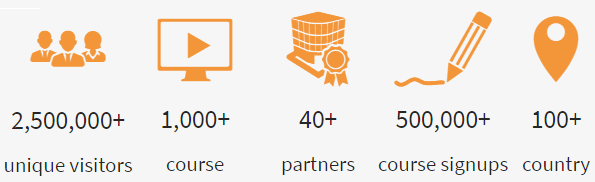 2,500,000+ 1,000+ 40+ 500,000+ 100+
unique visitors course partners course signups country